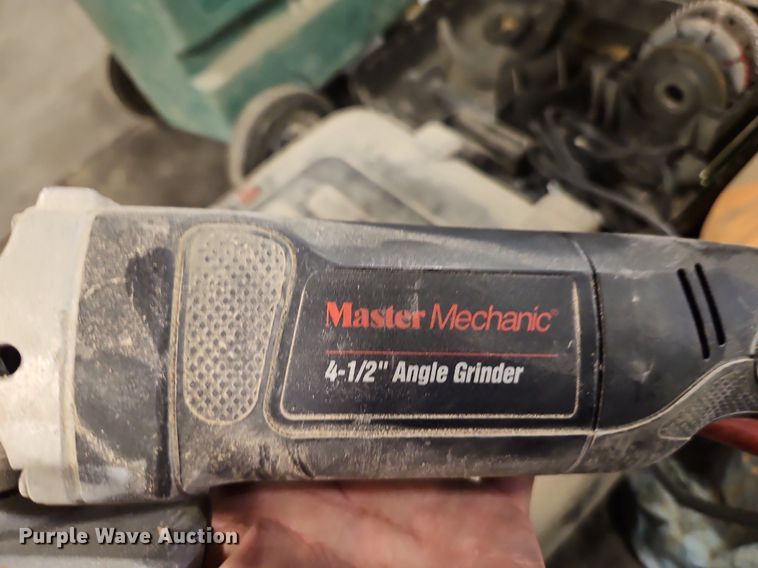 Master Mechanic®
4-1/2" Angle Grinder
Purple Wave Auction